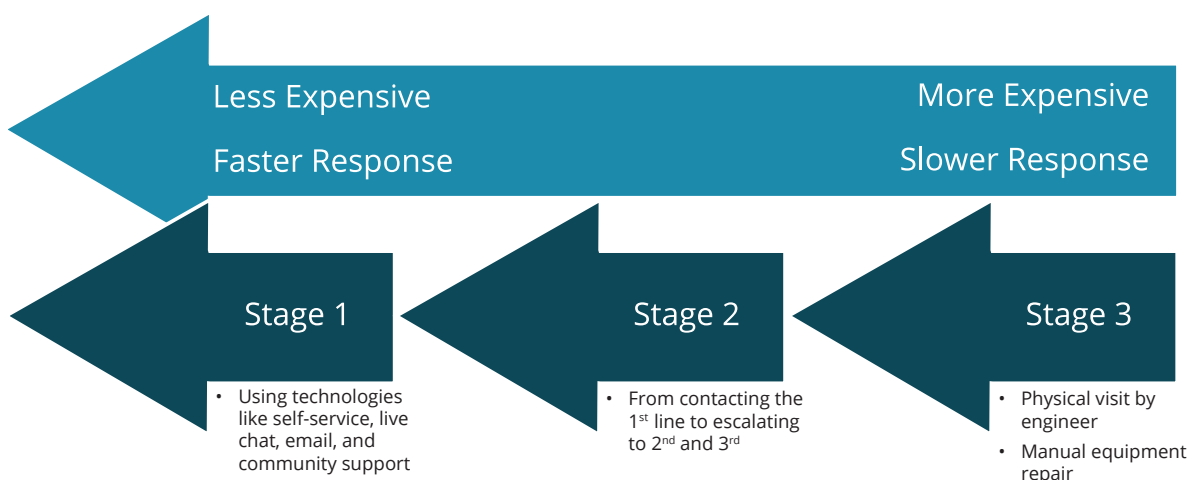 Less Expensive
More Expensive
Faster Response
Slower Response
Stage 1
Stage 2
Stage 3
• Using technologies
like self-service, live
chat, email, and
community support
• From contacting the
1st line to escalating
to 2nd and 3rd
• Physical visit by
engineer
• Manual equipment
repair